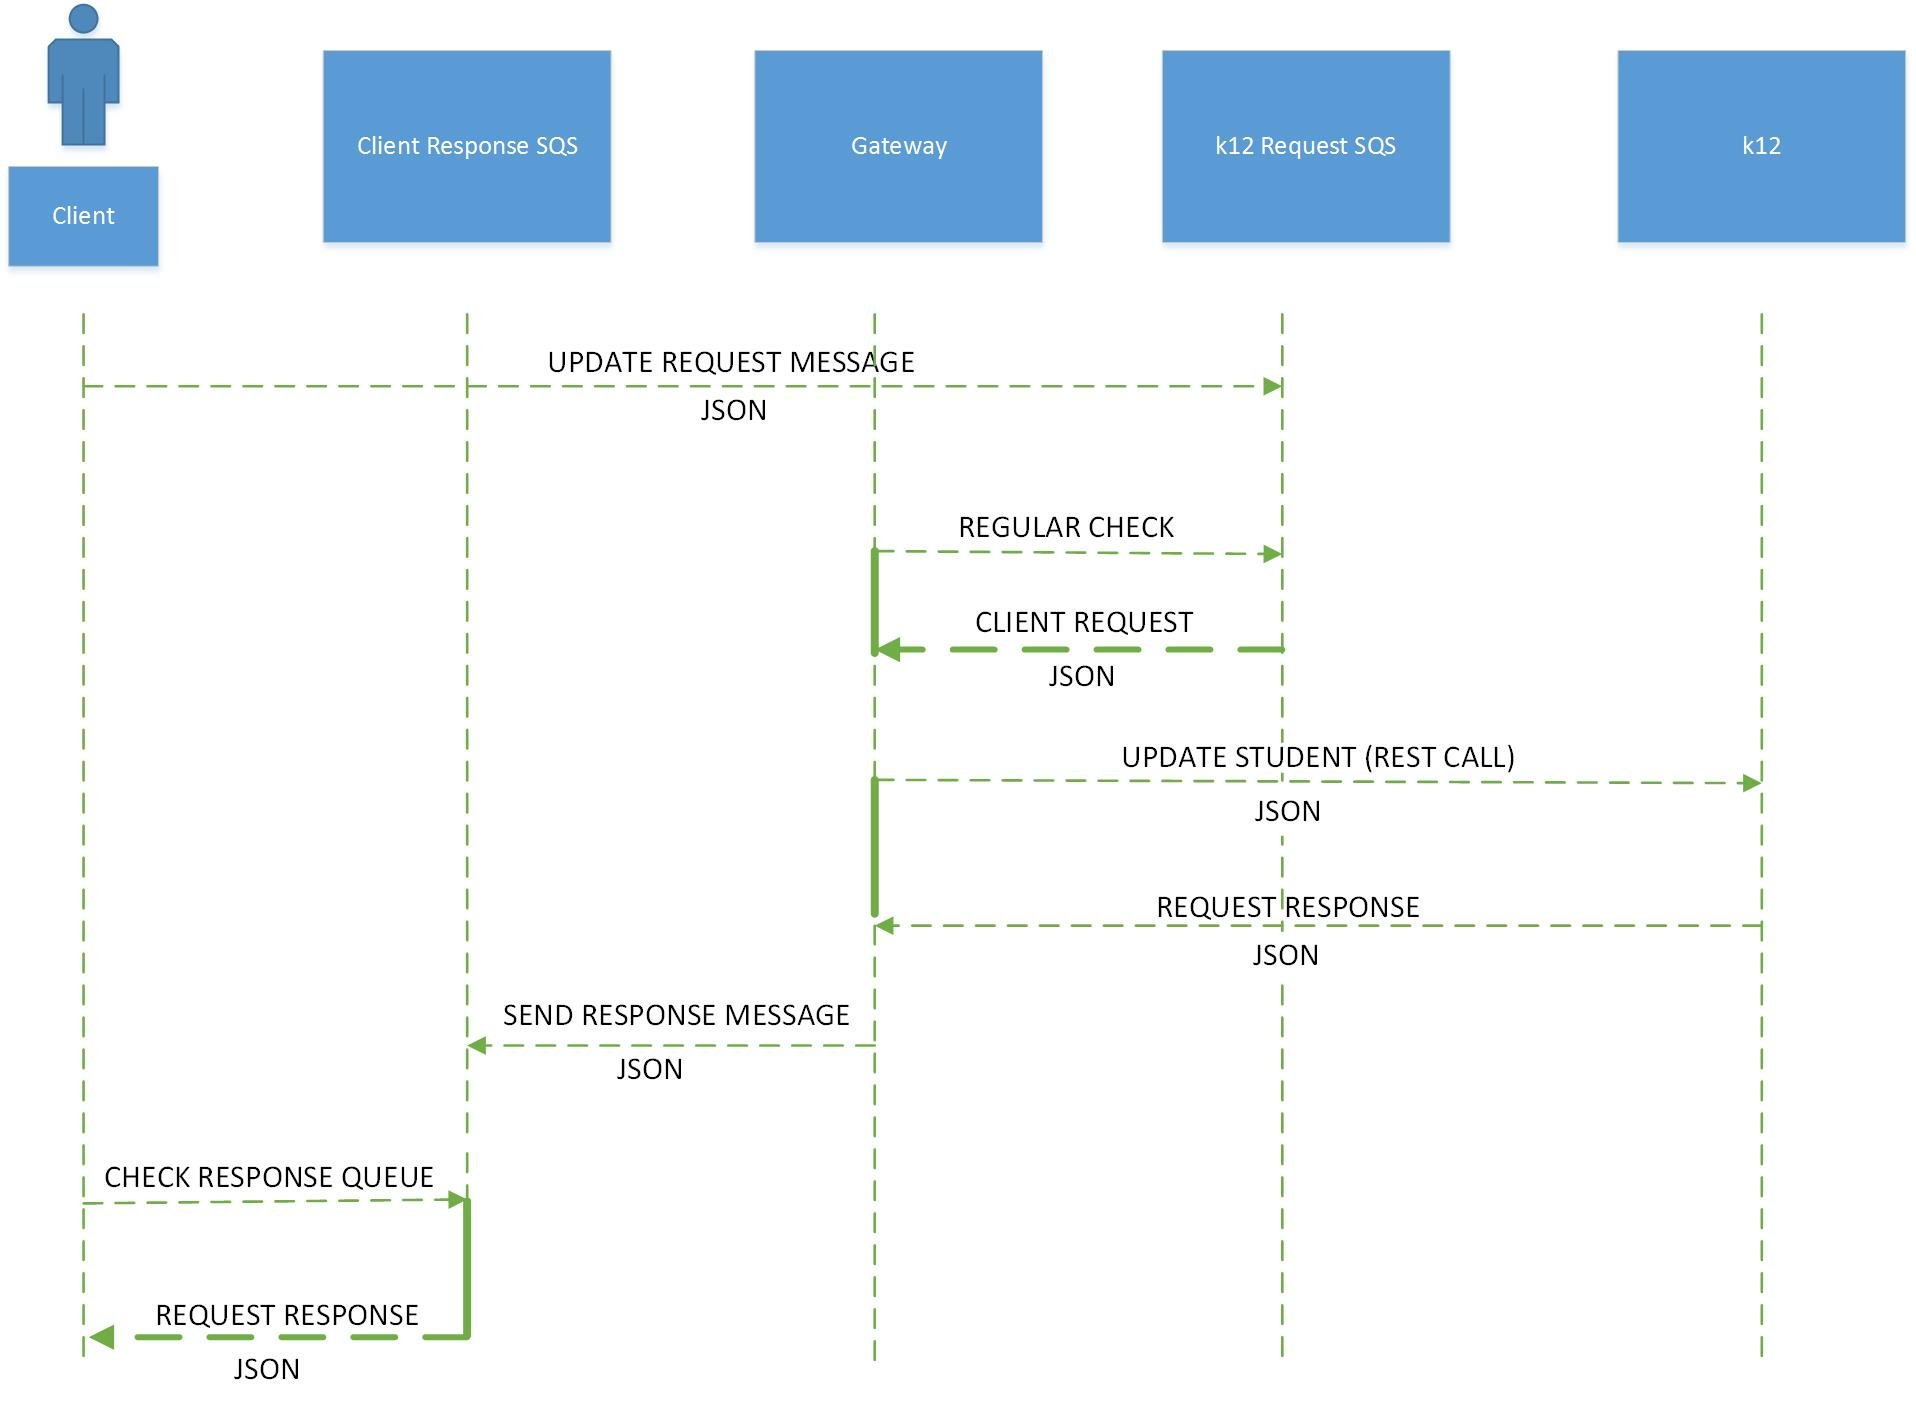 Client Response SQS
Gateway
k12 Request SQS
k12
Client
UPDATE REQUEST MESSAGE
JSON
REGULAR CHECK
CLIENT REQUEST
JSON
UPDATE STUDENT (REST CALL)
JSON
REQUEST RESPONSE
JSON
SEND RESPONSE MESSAGE
JSON
CHECK RESPONSE QUEUE
REQUEST RESPONSE
JSON